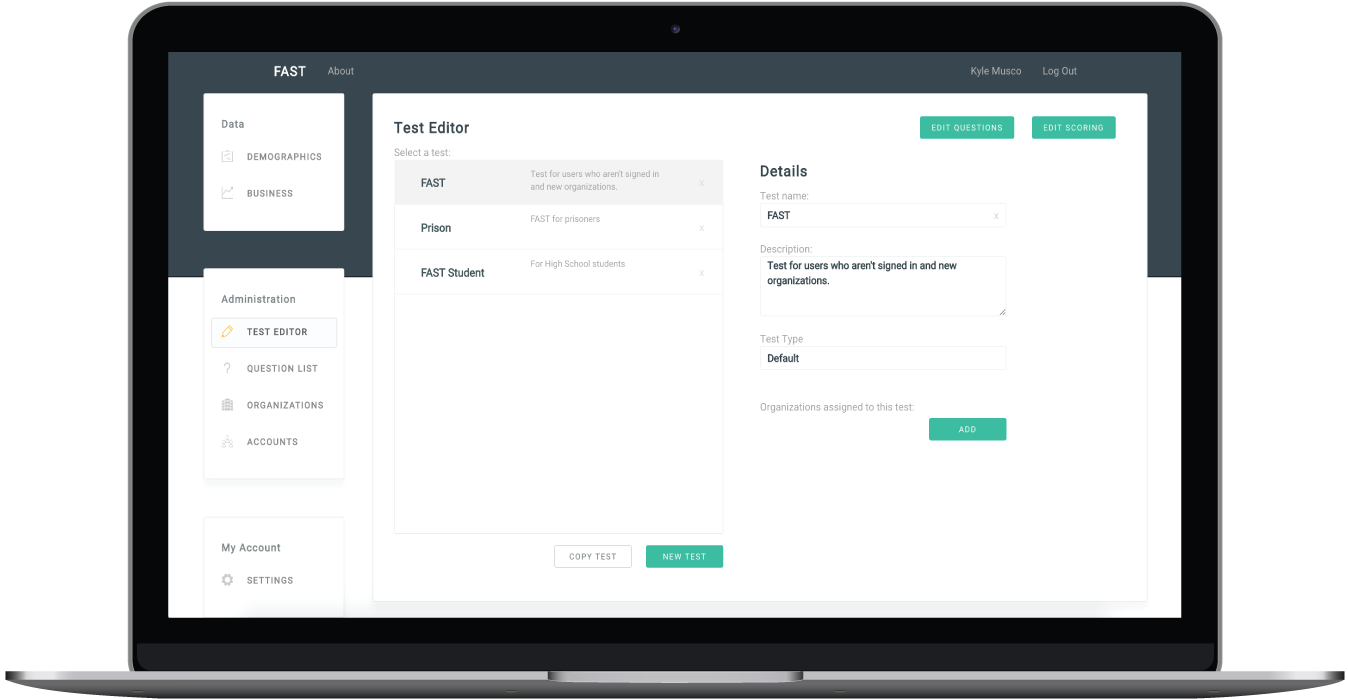 FAST About Kyle Musco Log Out
Data
DEMOGRAPHICS
BUSINESS
Administration
TEST EDITOR
QUESTION LIST
ORGANIZATIONS
ACCOUNTS
My Account
SETTINGS
Test Editor
EDIT QUESTIONS EDIT SCORING
Select a test:
FAST
Test for users who aren't signed in
and new organizations.
x
Prison
FAST for prisoners
x
FAST Student
For High School students
x
COPY TEST NEW TEST
Details
Test name:
FAST x
Description:
Test for users who aren't signed in and new
organizations.
Test Type
Default
Organizations assigned to this test:
ADD